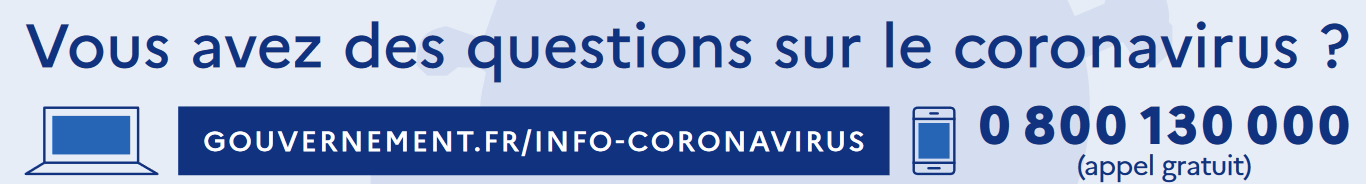 Vous avez des questions sur le coronavirus ?
GOUVERNEMENT.FR/INFO-CORONAVIRUS
0 800 130 000
(appel gratuit)